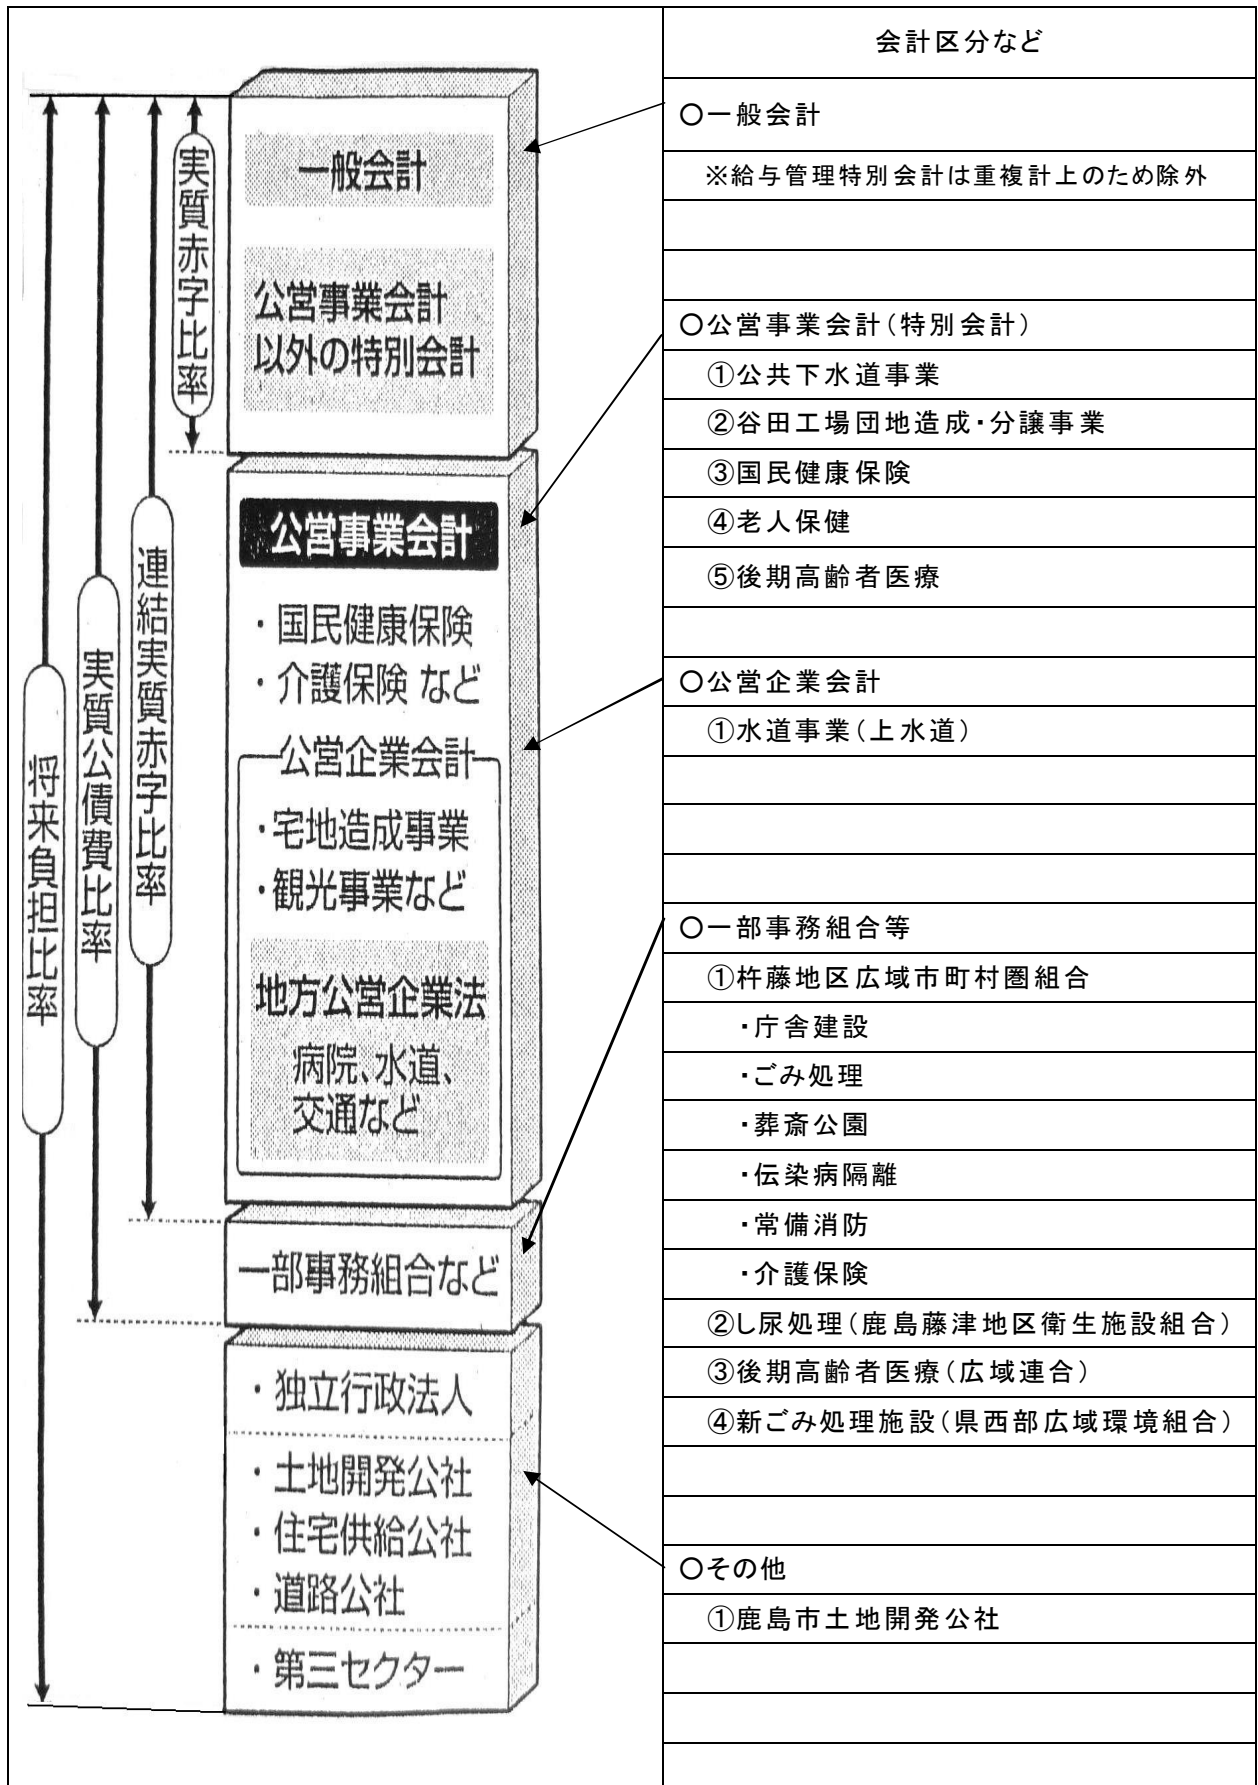 会計区分など
〇一般会計
※給与管理特別会計は重複計上のため除外
〇公営事業会計(特別会計)
①公共下水道事業
②谷田工場団地造成・分譲事業
③国民健康保険
④老人保健
⑤後期高齢者医療
〇公営企業会計
①水道事業(上水道)
〇一部事務組合等
①杵藤地区広域市町村圏組合
・庁舎建設
・ごみ処理
・葬斎公園
・伝染病隔離
・常備消防
・介護保険
②し尿処理(鹿島藤津地区衛生施設組合)
③後期高齢者医療(広域連合)
④新ごみ処理施設(県西部広域環境組合)
〇その他
①鹿島市土地開発公社
実質赤字比率
連結実質赤字比率
実質公債費比率
将来負担比率
一般会計
公営事業会計
以外の特別会計
公営事業会計
・国民健康保険
・介護保険 など
公営企業会計
・宅地造成事業
・観光事業など
地方公営企業法
病院、水道、
交通など
一部事務組合など
・独立行政法人
・土地開発公社
・住宅供給公社
・道路公社
・第三セクター